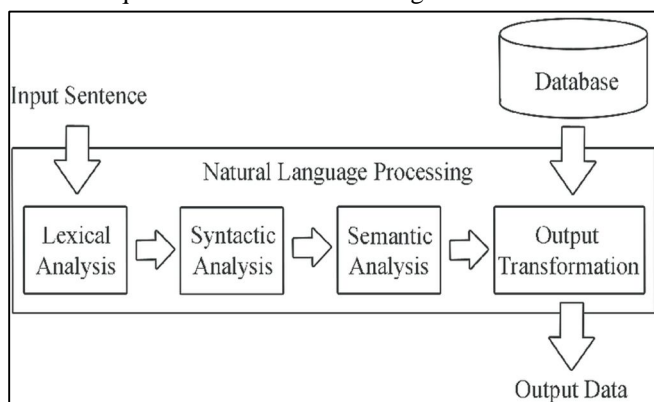 Input Sentence
Database
Natural Language Processing
Lexical
Analysis
Syntactic
Analysis
Semantic
Analysis
Output
Transformation
Output Data